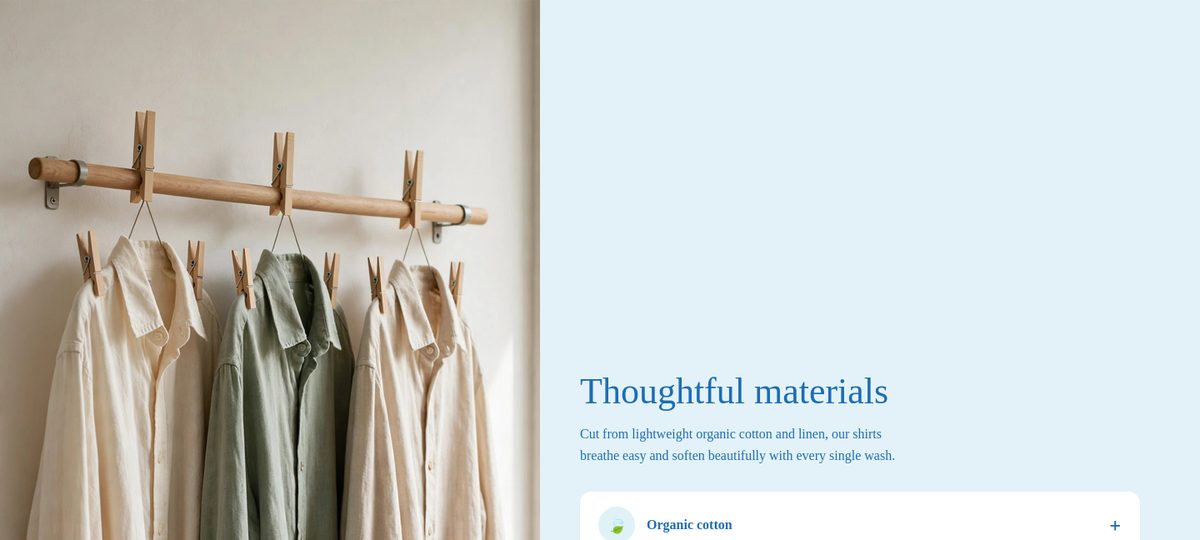 Thoughtful materials
Cut from lightweight organic cotton and linen, our shirts
breathe easy and soften beautifully with every single wash.
Organic cotton
+